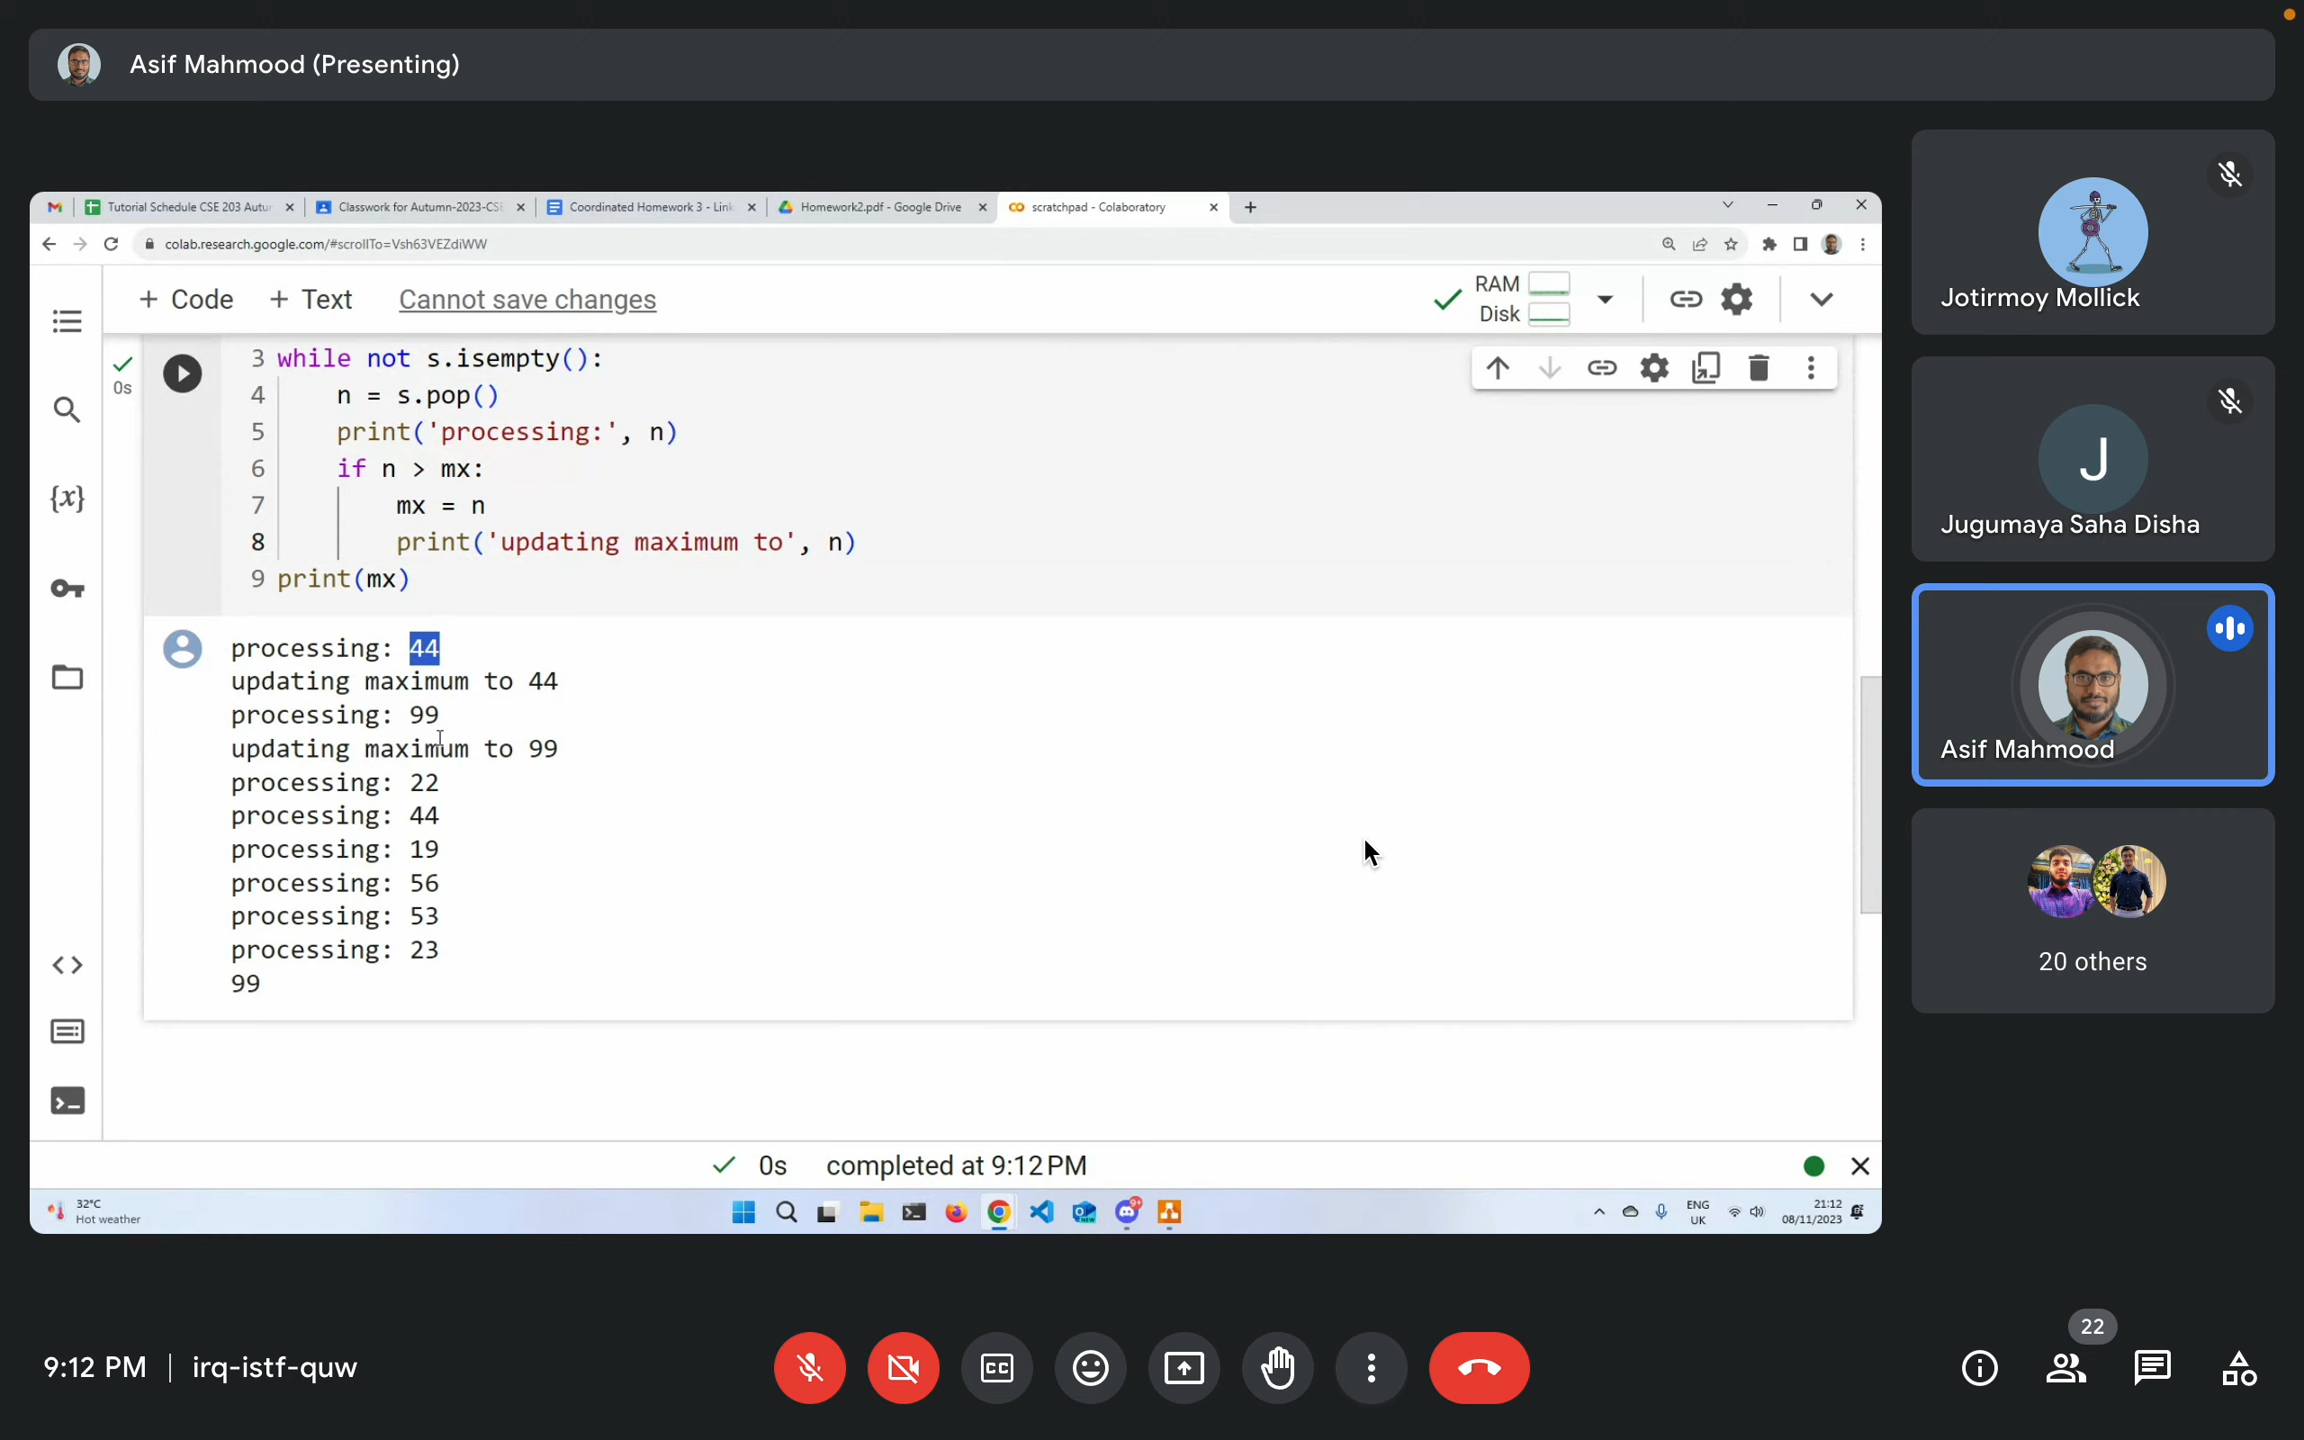 Asif Mahmood (Presenting)
Tutorial Schedule CSE 203 Autur
Classwork for Autumn-2023-CSE
Coordinated Homework 3 - Link
Homework2.pdf - Google Drive
scratchpad - Colaboratory
colab.research.google.com/#scrollTo=Vsh63VEZdiWW
+ Code + Text Cannot save changes
RAM
Disk
0s
3 while not s.isempty():
4 n = s.pop()
5 print('processing:', n)
6 if n > mx:
7 mx = n
8 print('updating maximum to', n)
9 print(mx)
{x}
processing: 44
updating maximum to 44
processing: 99
updating maximum to 99
processing: 22
processing: 44
processing: 19
processing: 56
processing: 53
processing: 23
99
0s completed at 9:12 PM
32°C
Hot weather
ENG
UK
21:12
08/11/2023
Jotirmoy Mollick
J
Jugumaya Saha Disha
Asif Mahmood
20 others
9:12 PM | irq-istf-quw
CC
22